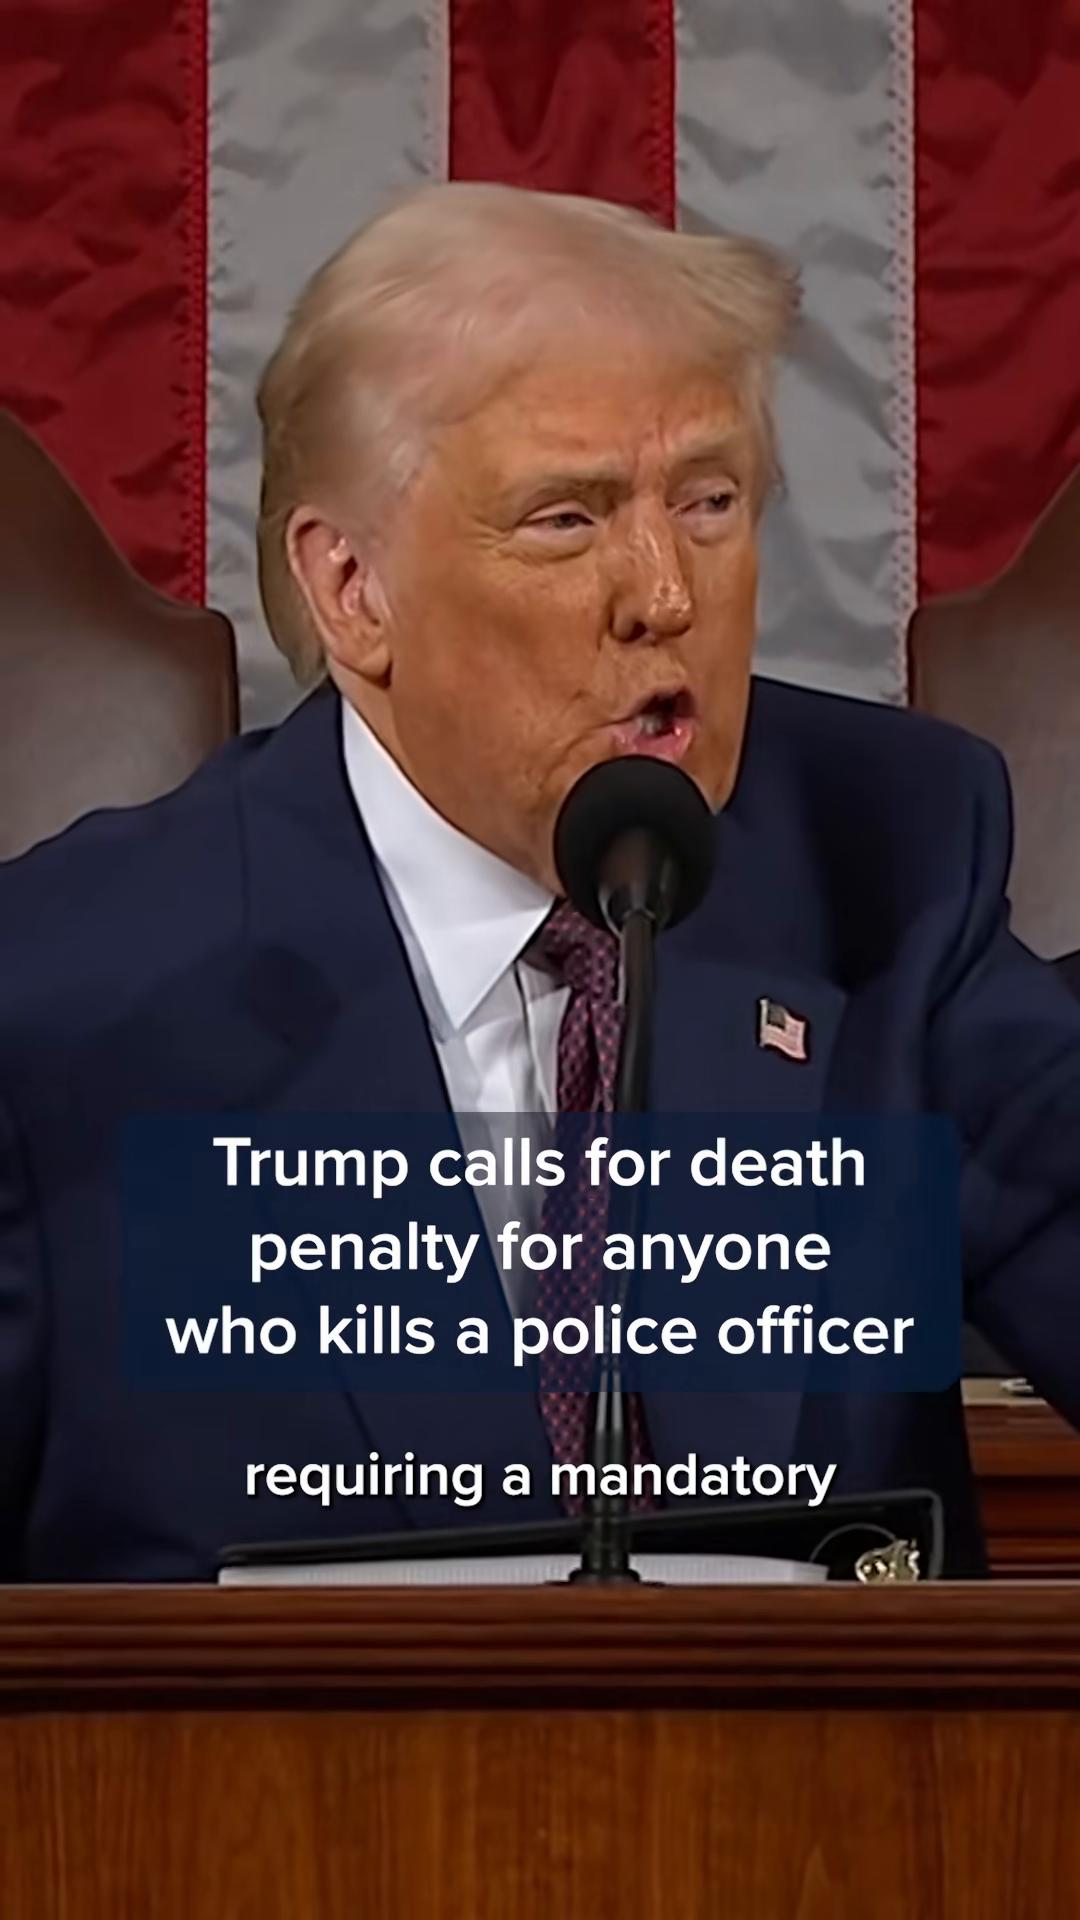 Trump calls for death
penalty for anyone
who kills a police officer
requiring a mandatory